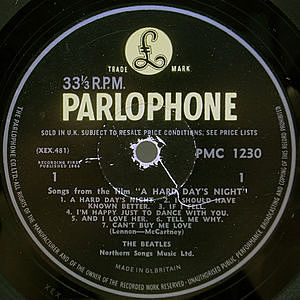 £
TRADE MARK
33⅓ R.P.M.
PARLOPHONE
SOLD IN U.K. SUBJECT TO RESALE PRICE CONDITIONS, SEE PRICE LISTS
(XEX.481)
RECORDING FIRST
PUBLISHED 1964
PMC 1230
1 1
Songs from the film "A HARD DAY'S NIGHT"
1. A HARD DAY'S NIGHT. 2. I SHOULD HAVE
KNOWN BETTER. 3. IF I FELL.
4. I'M HAPPY JUST TO DANCE WITH YOU.
5. AND I LOVE HER. 6. TELL ME WHY.
7. CAN'T BUY ME LOVE
(Lennon—McCartney)
THE BEATLES
Northern Songs Music Ltd.
MADE IN GT. BRITAIN
THE PARLOPHONE CO. LTD. ALL RIGHTS OF THE MANUFACTURER AND OF THE OWNER OF THE RECORDED WORK RESERVED UNAUTHORISED PUBLIC PERFORMANCE BROADCASTING AND COPYING OF THIS RECORD PROHIBITED